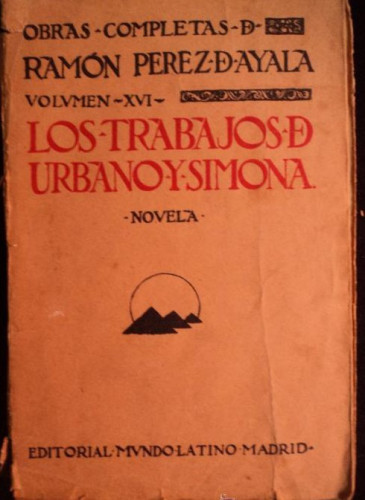 OBRAS-COMPLETAS-D-
RAMÓN PEREZ·D·AYALA
VOLVMEN-XVI-
LOS·TRABAJOS·D
URBANO·Y·SIMONA.
·NOVELA·
EDITORIAL·MVNDO·LATINO·MADRID-